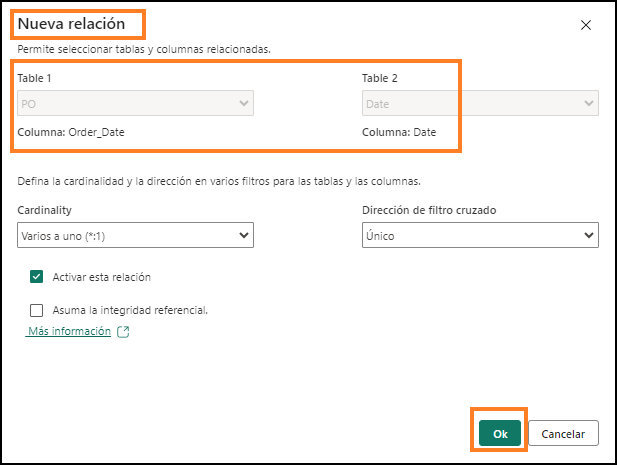 Nueva relación
Permite seleccionar tablas y columnas relacionadas.
Table 1 Table 2
PO Date
Columna: Order_Date Columna: Date
Defina la cardinalidad y la dirección en varios filtros para las tablas y las columnas.
Cardinality Dirección de filtro cruzado
Varios a uno (*:1) Único
Activar esta relación
Asuma la integridad referencial.
Más información
Ok Cancelar